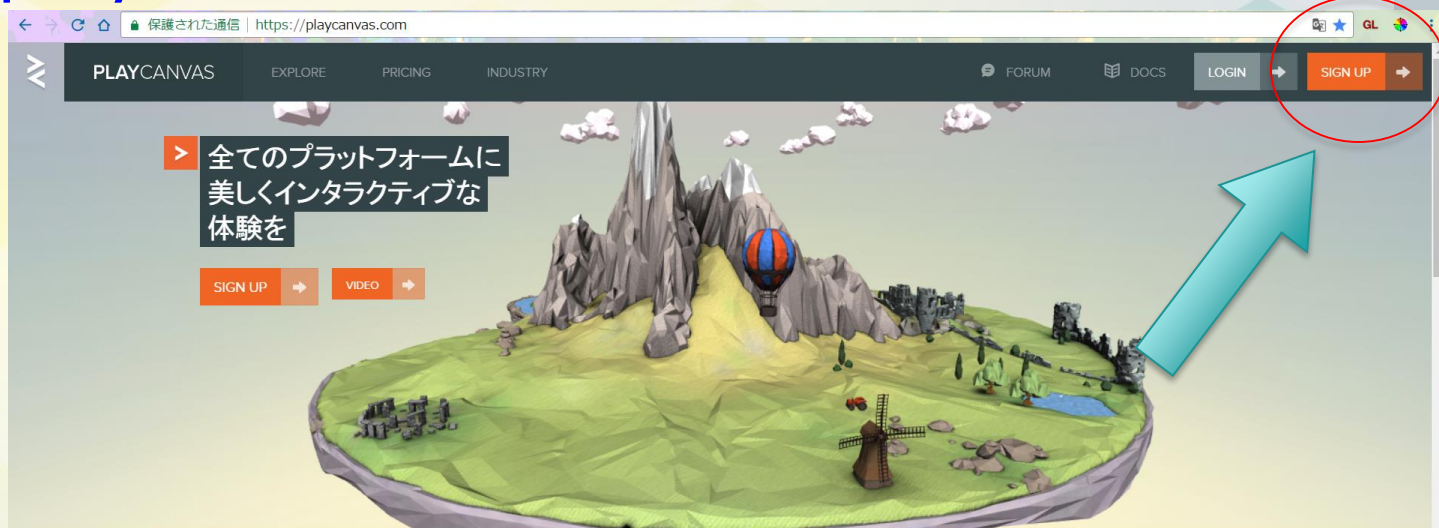 保護された通信 | https://playcanvas.com
GL
PLAYCANVAS EXPLORE PRICING INDUSTRY FORUM DOCS LOGIN SIGN UP
> 全てのプラットフォームに
美しくインタラクティブな
体験を
SIGN UP VIDEO